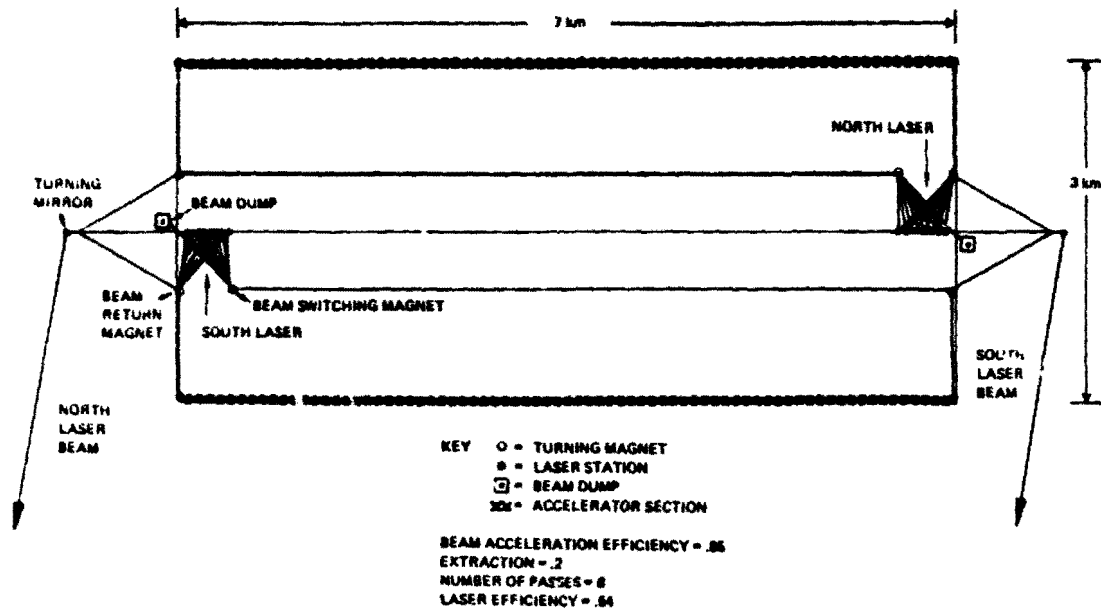 7 km
NORTH LASER
3 km
TURNING
MIRROR
BEAM DUMP
BEAM
RETURN
MAGNET
BEAM SWITCHING MAGNET
SOUTH LASER
SOUTH
LASER
BEAM
NORTH
LASER
BEAM
KEY
= TURNING MAGNET
= LASER STATION
= BEAM DUMP
= ACCELERATOR SECTION
BEAM ACCELERATION EFFICIENCY =
EXTRACTION = .2
NUMBER OF PASSES =
LASER EFFICIENCY =